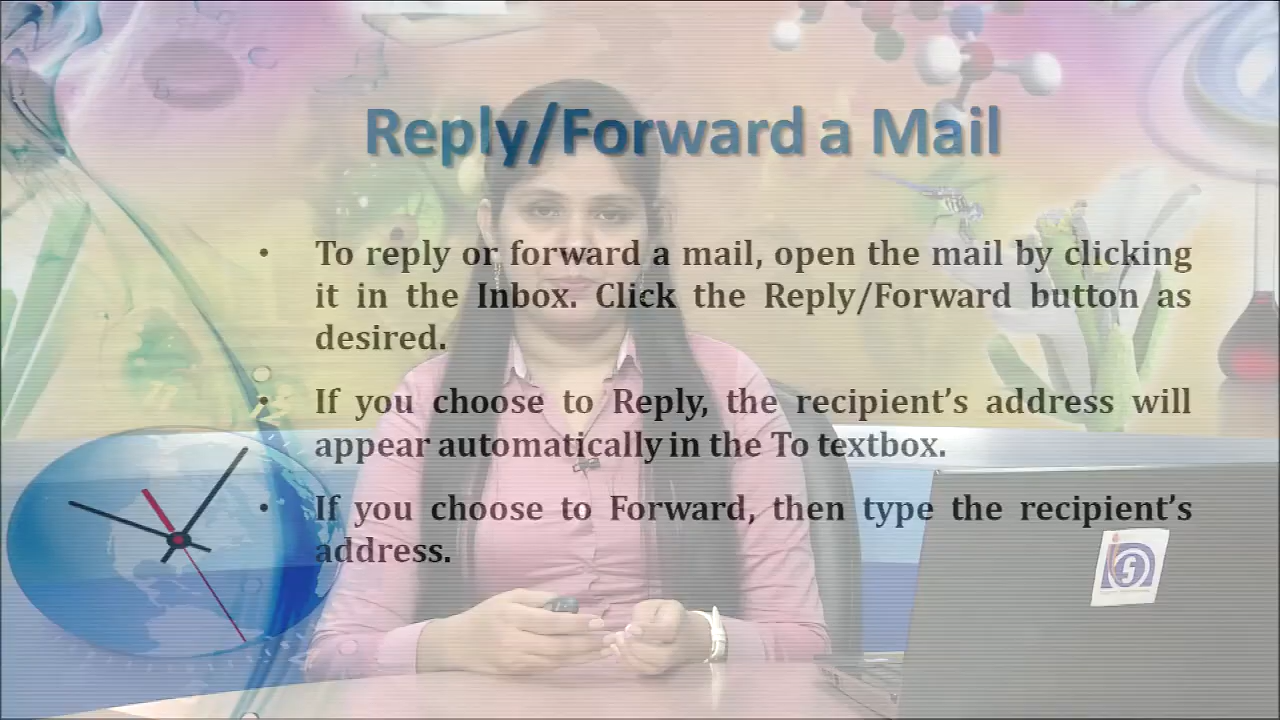 Reply/Forward a Mail
• To reply or forward a mail, open the mail by clicking
it in the Inbox. Click the Reply/Forward button as
desired.
• If you choose to Reply, the recipient’s address will
appear automatically in the To textbox.
• If you choose to Forward, then type the recipient’s
address.